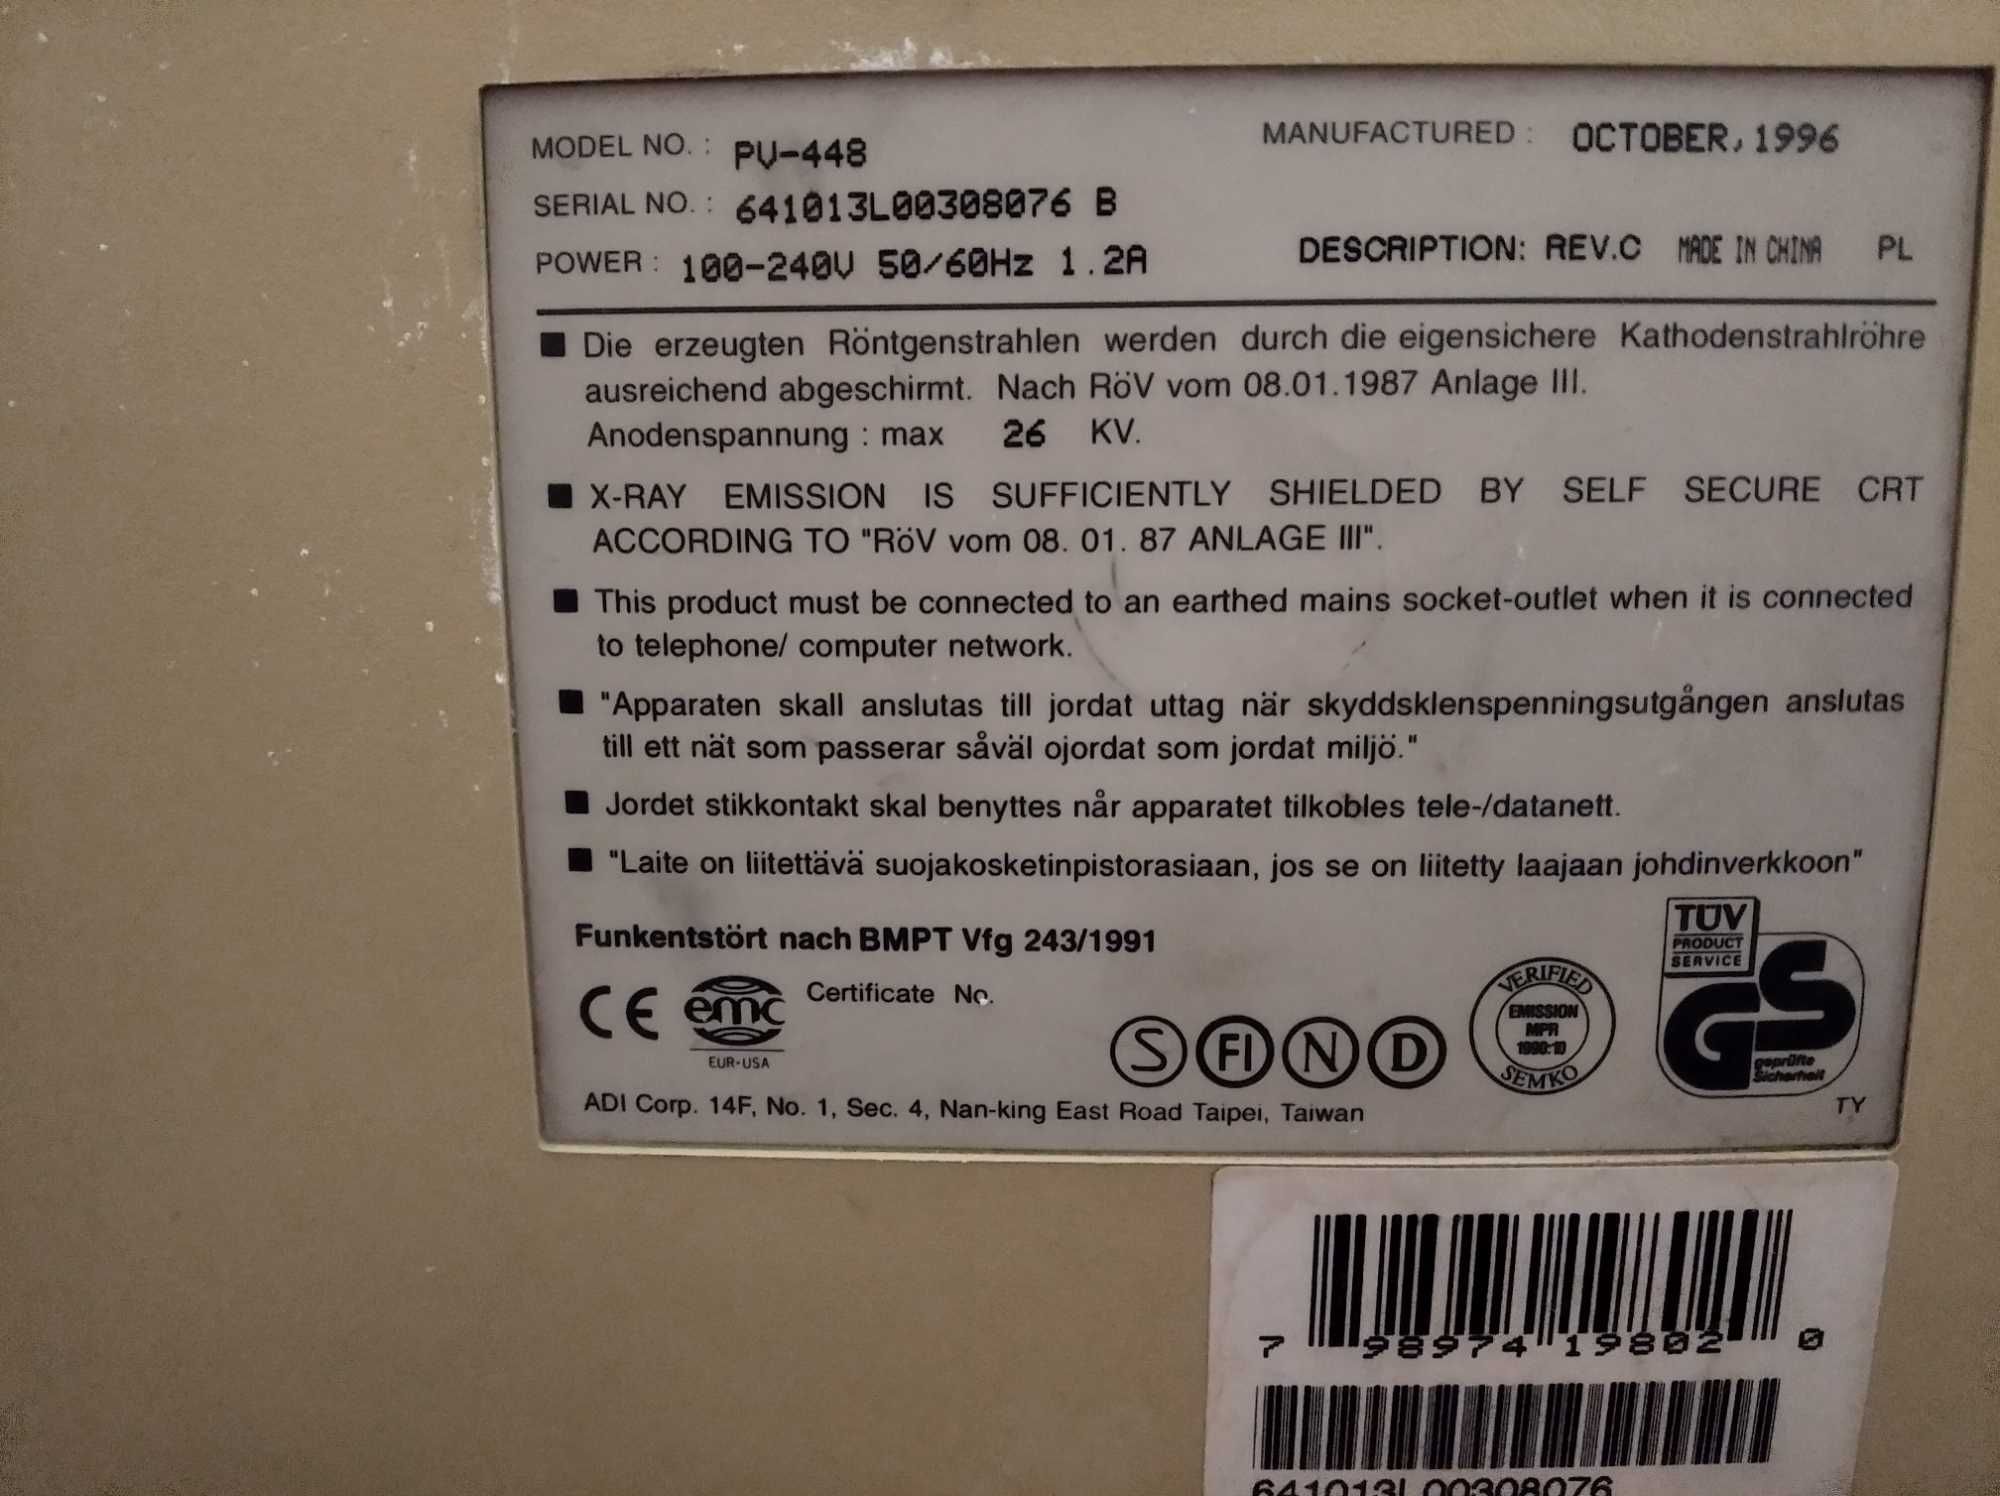 MODEL NO. : PV-448 MANUFACTURED : OCTOBER, 1996
SERIAL NO. : 641013L00308076 B
POWER : 100-240V 50/60Hz 1.2A DESCRIPTION: REV.C MADE IN CHINA PL
■ Die erzeugten Röntgenstrahlen werden durch die eigensichere Kathodenstrahlröhre
ausreichend abgeschirmt. Nach RöV vom 08.01.1987 Anlage III.
Anodenspannung : max 26 KV.
■ X-RAY EMISSION IS SUFFICIENTLY SHIELDED BY SELF SECURE CRT
ACCORDING TO "RöV vom 08. 01. 87 ANLAGE III".
■ This product must be connected to an earthed mains socket-outlet when it is connected
to telephone/ computer network.
■ "Apparaten skall anslutas till jordat uttag när skyddsklenspenningsutgången anslutas
till ett nät som passerar såväl ojordat som jordat miljö."
■ Jordet stikkontakt skal benyttes når apparatet tilkobles tele-/datanett.
■ "Laite on liitettävä suojakosketinpistorasiaan, jos se on liitetty laajaan johdinverkkoon"
Funkentstört nach BMPT Vfg 243/1991
CE emc Certificate No.
EUR-USA
S FI N D
VERIFIED
EMISSION
MPR
1990:10
SEMKO
TÜV
PRODUCT
SERVICE
GS
geprüfte
Sicherheit
TY
ADI Corp. 14F, No. 1, Sec. 4, Nan-king East Road Taipei, Taiwan
7 98974 19802 0
641013L00308076